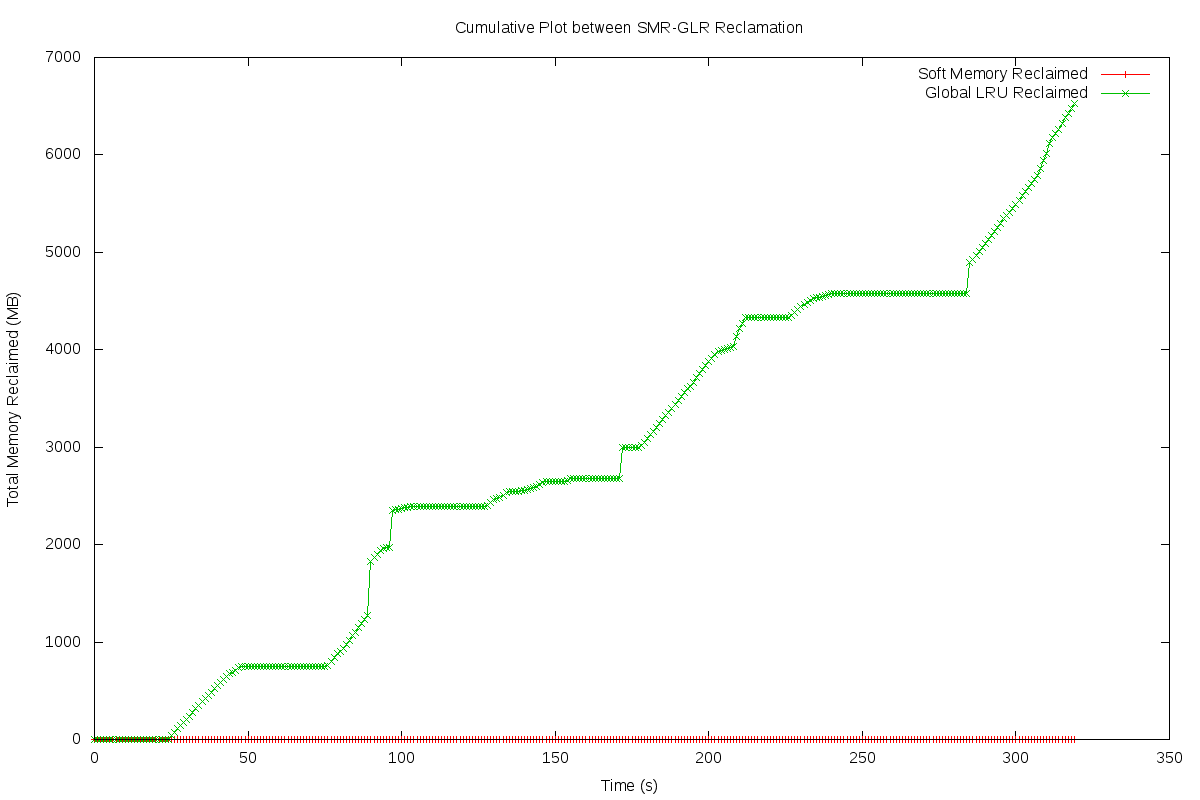 Cumulative Plot between SMR-GLR Reclamation
7000
6000
5000
4000
3000
2000
1000
0
Total Memory Reclaimed (MB)
Soft Memory Reclaimed
Global LRU Reclaimed
0 50 100 150 200 250 300 350
Time (s)